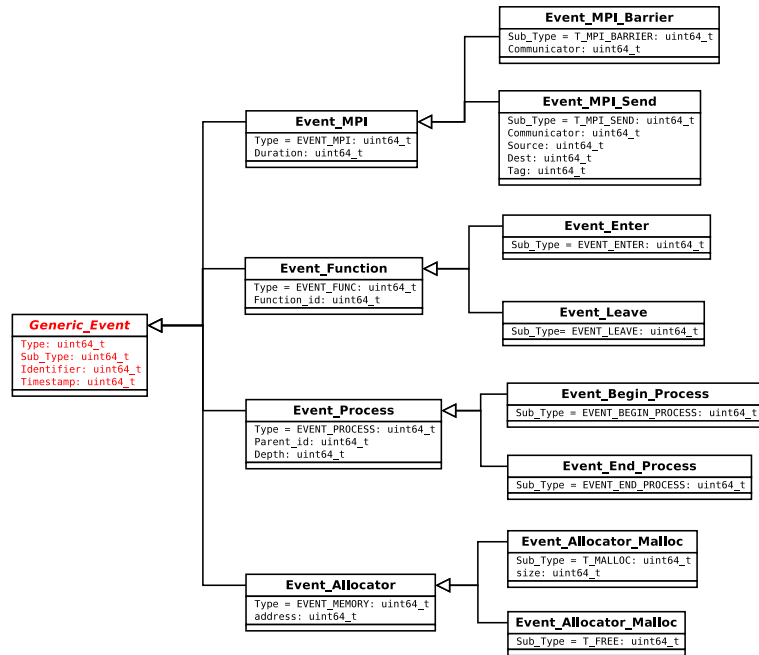 Event_MPI_Barrier
Sub_Type = T_MPI_BARRIER: uint64_t
Communicator: uint64_t
Event_MPI_Send
Sub_Type = T_MPI_SEND: uint64_t
Communicator: uint64_t
Source: uint64_t
Dest: uint64_t
Tag: uint64_t
Event_MPI
Type = EVENT_MPI: uint64_t
Duration: uint64_t
Event_Enter
Sub_Type = EVENT_ENTER: uint64_t
Event_Function
Type = EVENT_FUNC: uint64_t
Function_id: uint64_t
Event_Leave
Sub_Type= EVENT_LEAVE: uint64_t
Generic_Event
Type: uint64_t
Sub_Type: uint64_t
Identifier: uint64_t
Timestamp: uint64_t
Event_Begin_Process
Sub_Type = EVENT_BEGIN_PROCESS: uint64_t
Event_Process
Type = EVENT_PROCESS: uint64_t
Parent_id: uint64_t
Depth: uint64_t
Event_End_Process
Sub_Type = EVENT_END_PROCESS: uint64_t
Event_Allocator_Malloc
Sub_Type = T_MALLOC: uint64_t
size: uint64_t
Event_Allocator
Type = EVENT_MEMORY: uint64_t
address: uint64_t
Event_Allocator_Malloc
Sub_Type = T_FREE: uint64_t